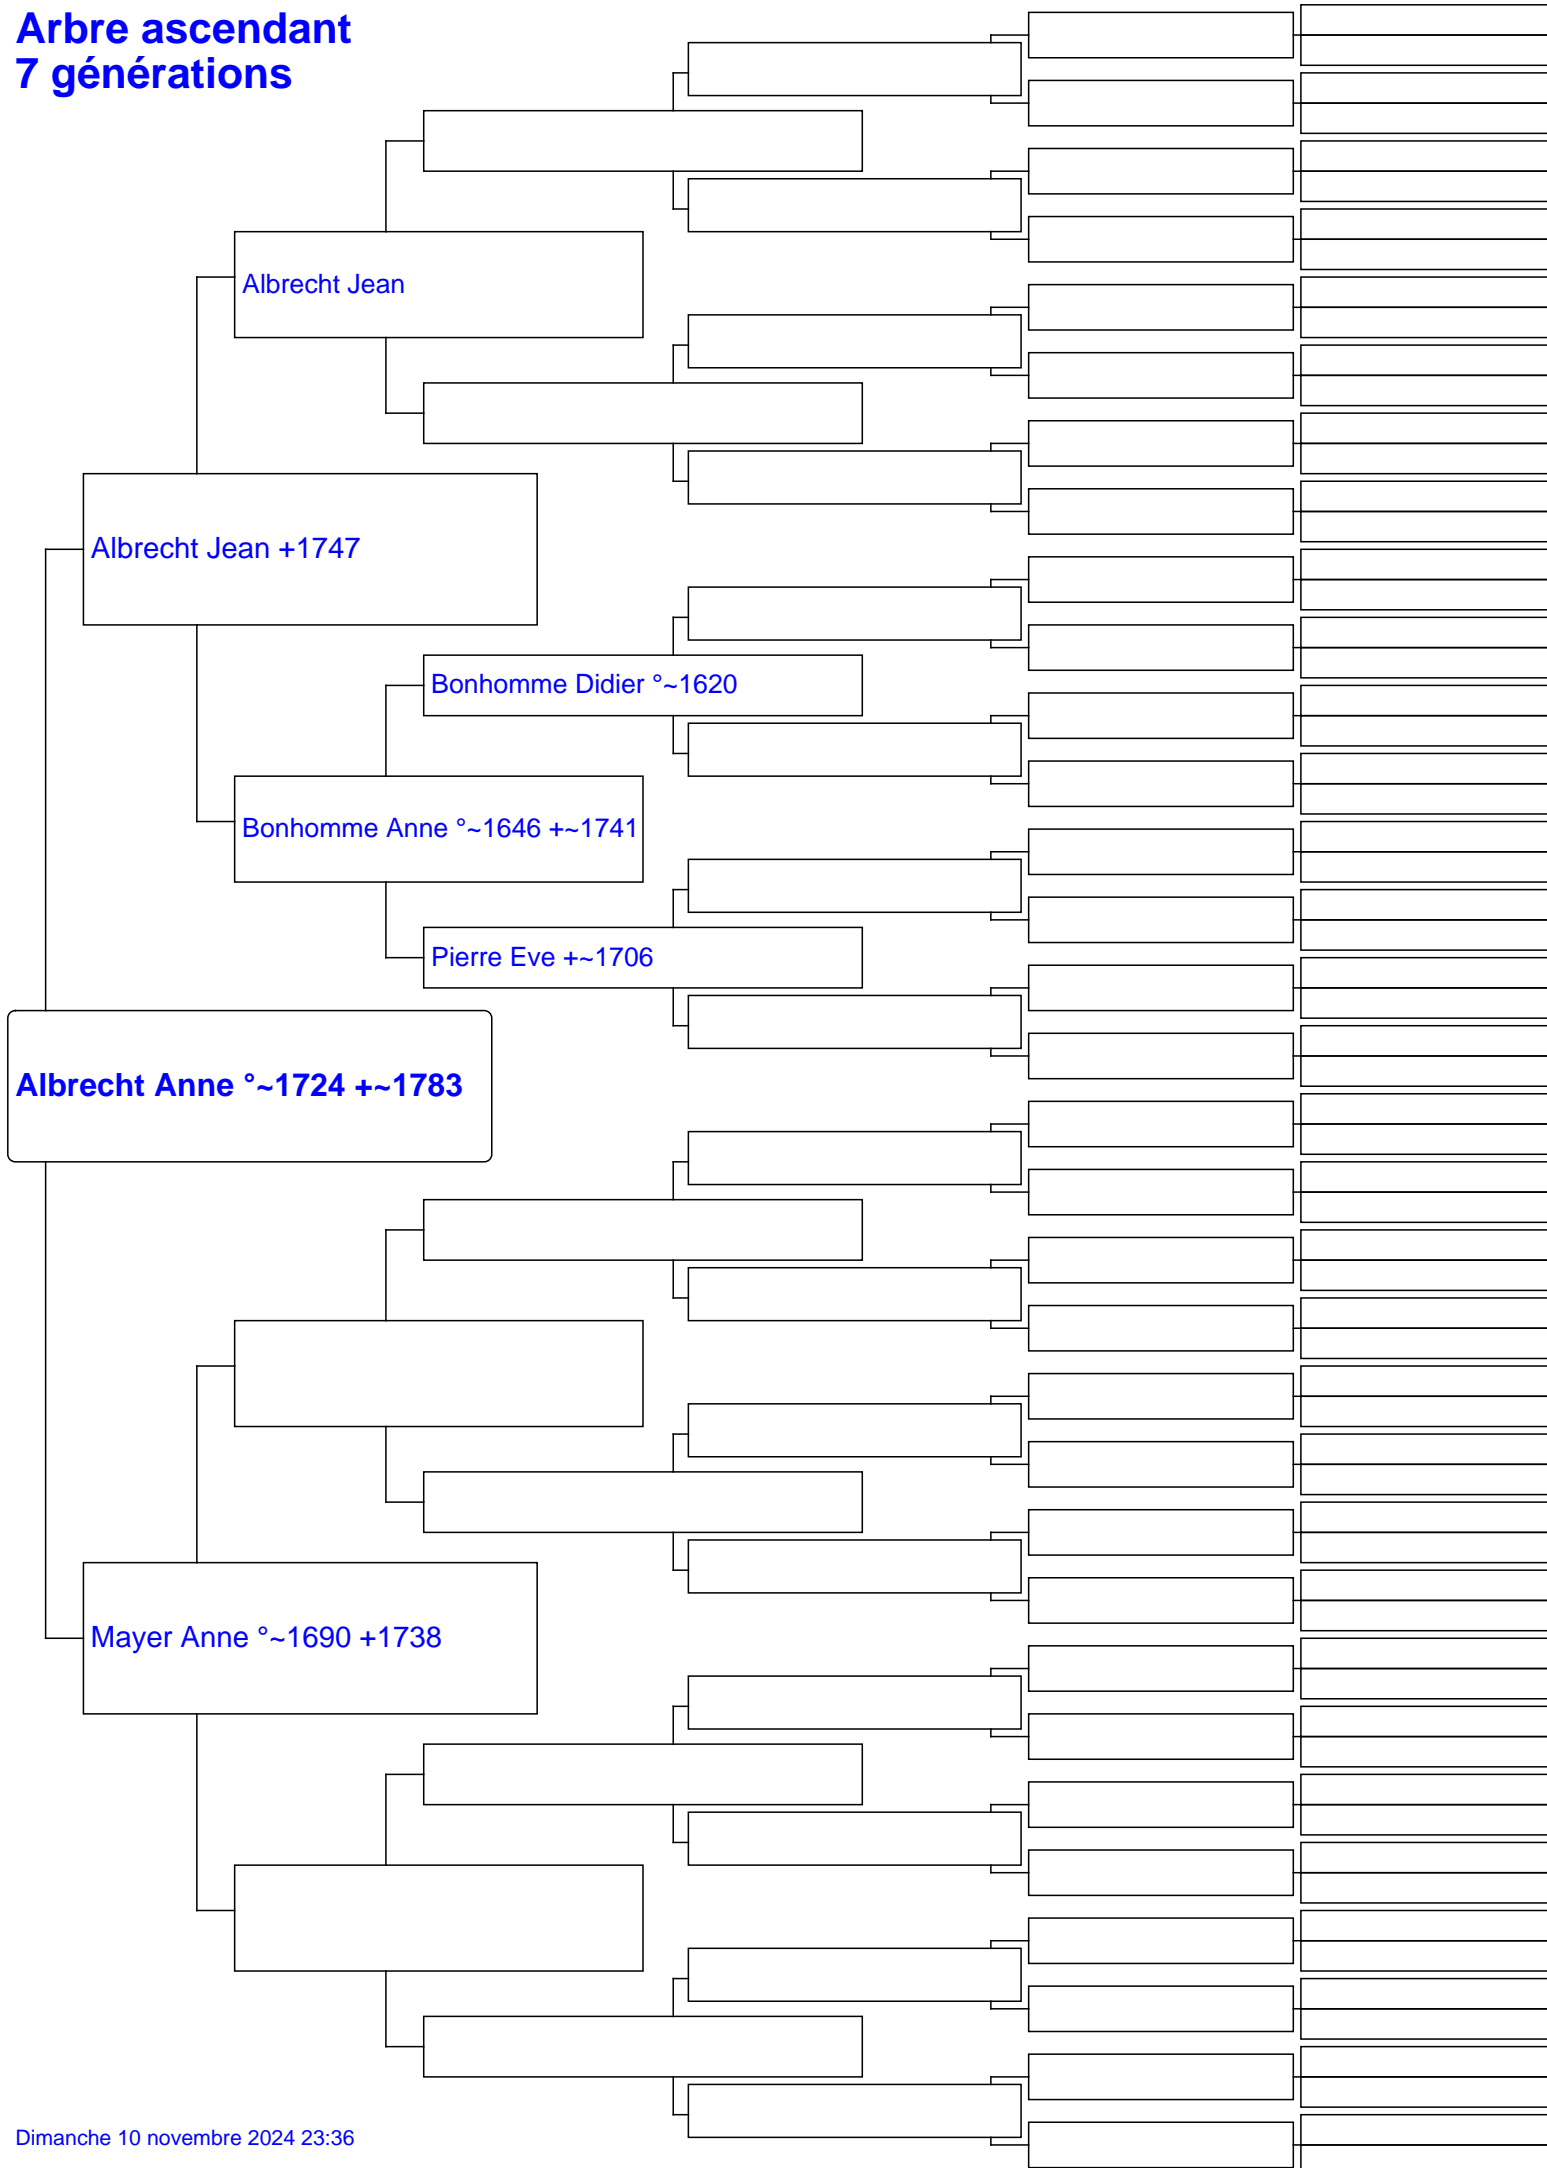 Arbre ascendant
7 générations
Albrecht Jean
Albrecht Jean +1747
Bonhomme Didier °~1620
Bonhomme Anne °~1646 +~1741
Pierre Eve +~1706
Albrecht Anne °~1724 +~1783
Mayer Anne °~1690 +1738
Dimanche 10 novembre 2024 23:36